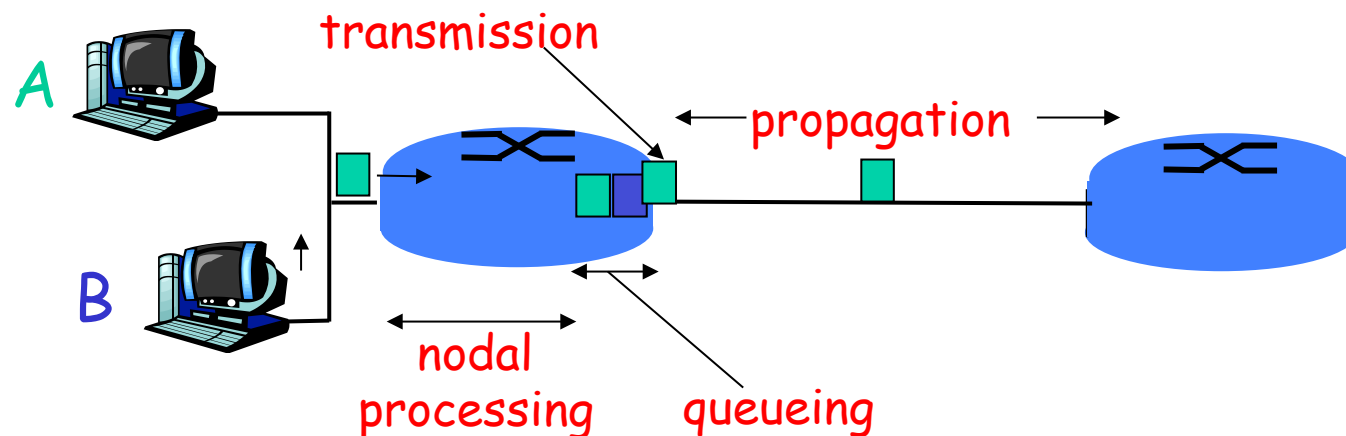 transmission
A
propagation
B
nodal
processing
queueing